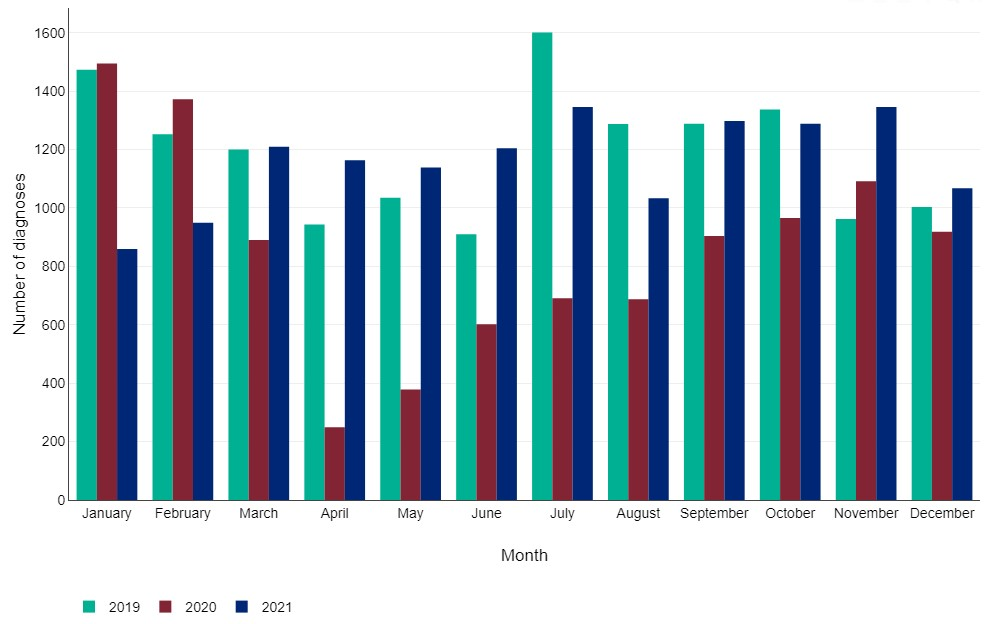 Number of diagnoses
1600
1400
1200
1000
800
600
400
200
0
January February March April May June July August September October November December
Month
2019 2020 2021